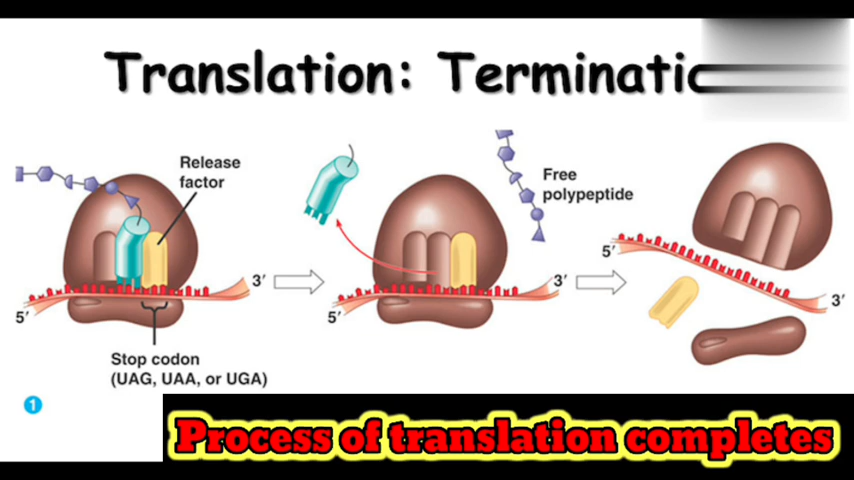 Translation: Terminatio
Release
factor
Free
polypeptide
3′
5′
3′
5′
5′
3′
Stop codon
(UAG, UAA, or UGA)
1
Process of translation completes